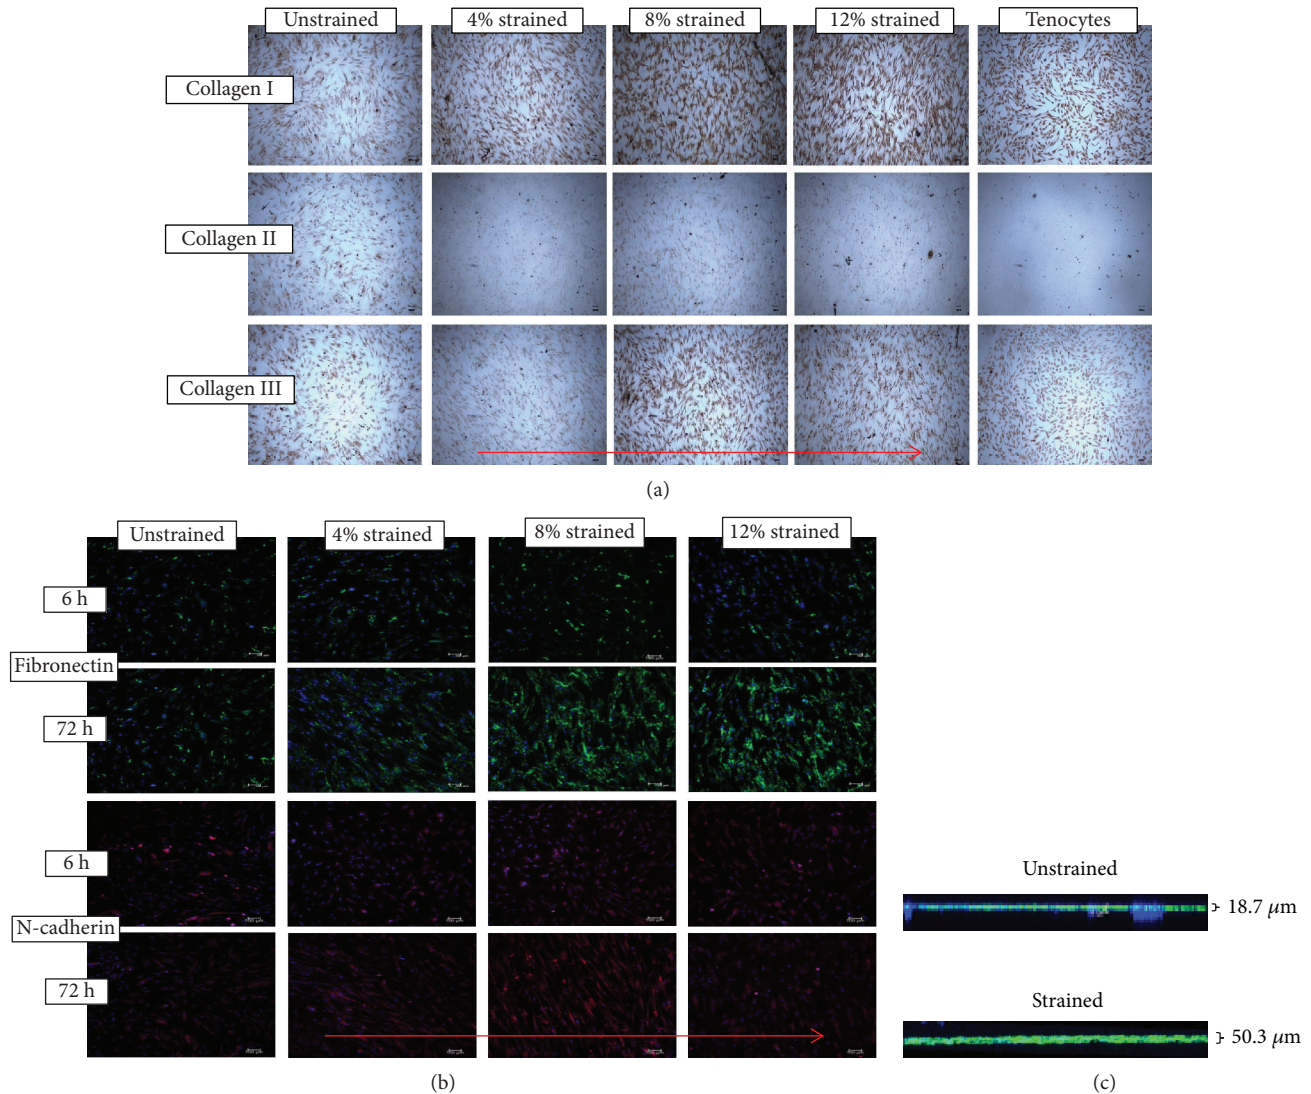 Unstrained 4% strained 8% strained 12% strained Tenocytes
Collagen I
Collagen II
Collagen III
(a)
Unstrained 4% strained 8% strained 12% strained
6 h
Fibronectin
72 h
6 h
N-cadherin
72 h
(b)
Unstrained
18.7 μm
Strained
50.3 μm
(c)